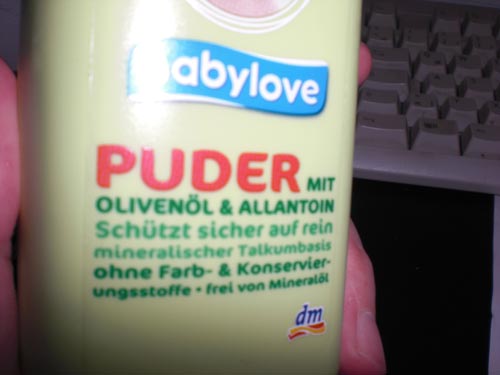 babylove
PUDER MIT
OLIVENÖL & ALLANTOIN
Schützt sicher auf rein
mineralischer Talkumbasis
ohne Farb- & Konservier-
ungsstoffe • frei von Mineralöl
dm